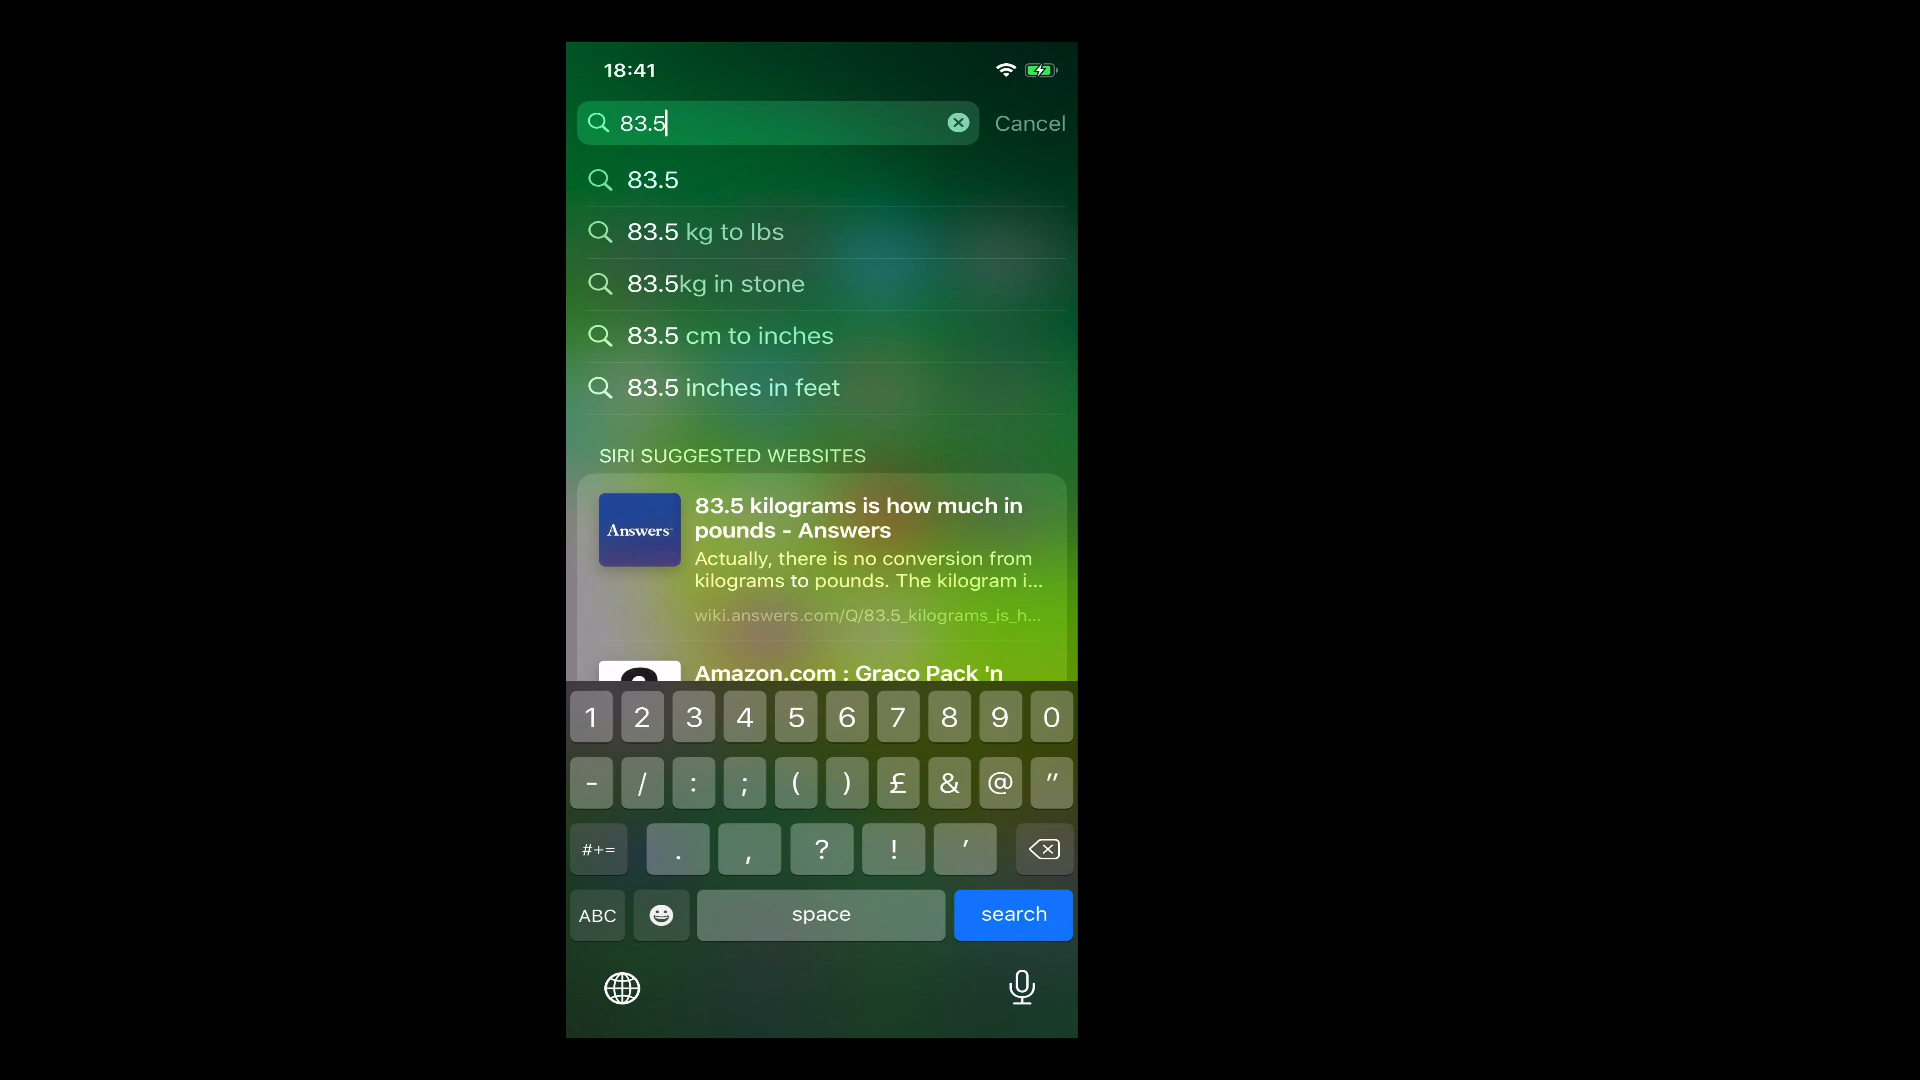 18:41
83.5
Cancel
83.5
83.5 kg to lbs
83.5kg in stone
83.5 cm to inches
83.5 inches in feet
SIRI SUGGESTED WEBSITES
Answers
83.5 kilograms is how much in
pounds - Answers
Actually, there is no conversion from
kilograms to pounds. The kilogram i...
wiki.answers.com/Q/83.5_kilograms_is_h...
Amazon.com : Graco Pack 'n
1 2 3 4 5 6 7 8 9 0
- / : ; ( ) £ & @ "
#+= . , ? ! '
ABC space search